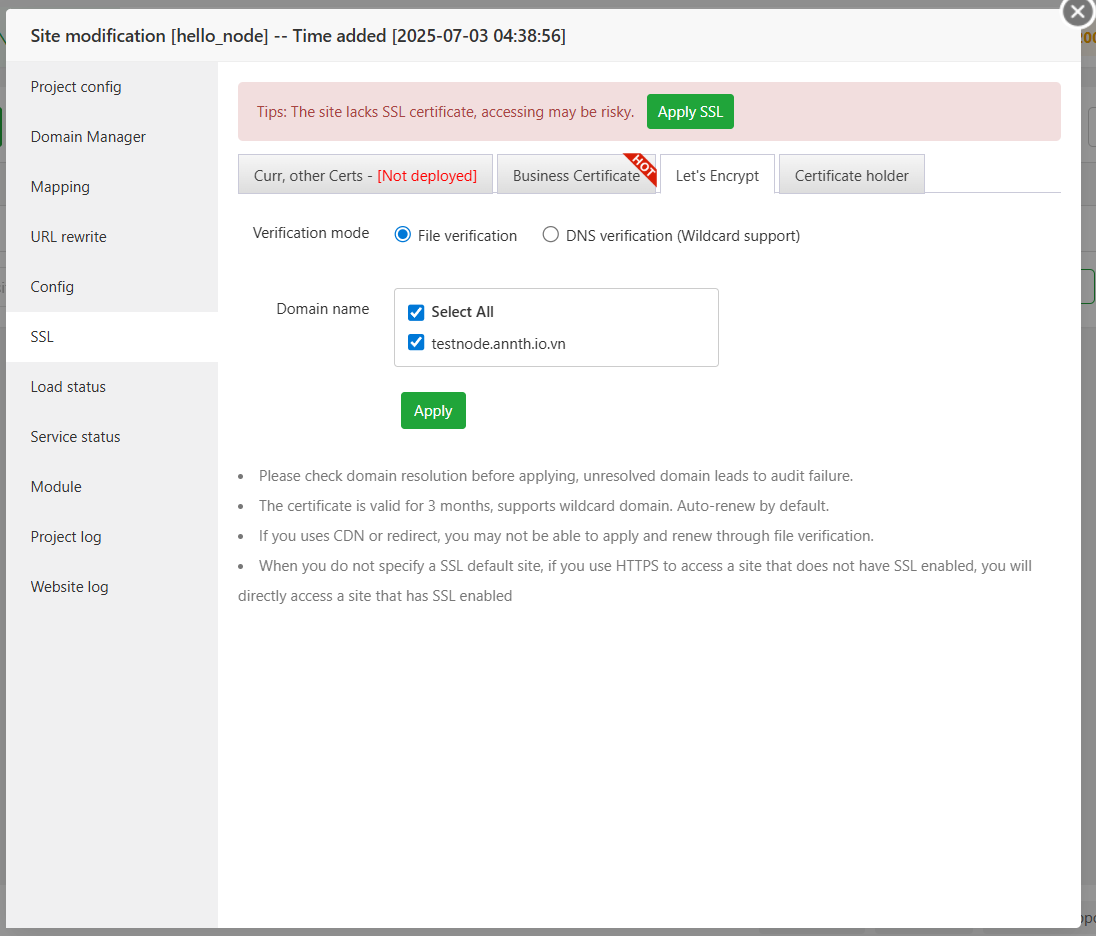 Site modification [hello_node] -- Time added [2025-07-03 04:38:56]
Project config
Domain Manager
Mapping
URL rewrite
Config
SSL
Load status
Service status
Module
Project log
Website log
Tips: The site lacks SSL certificate, accessing may be risky. Apply SSL
Curr, other Certs - [Not deployed] Business Certificate HOT Let's Encrypt Certificate holder
Verification mode File verification DNS verification (Wildcard support)
Domain name Select All
testnode.annth.io.vn
Apply
Please check domain resolution before applying, unresolved domain leads to audit failure.
The certificate is valid for 3 months, supports wildcard domain. Auto-renew by default.
If you uses CDN or redirect, you may not be able to apply and renew through file verification.
When you do not specify a SSL default site, if you use HTTPS to access a site that does not have SSL enabled, you will
directly access a site that has SSL enabled